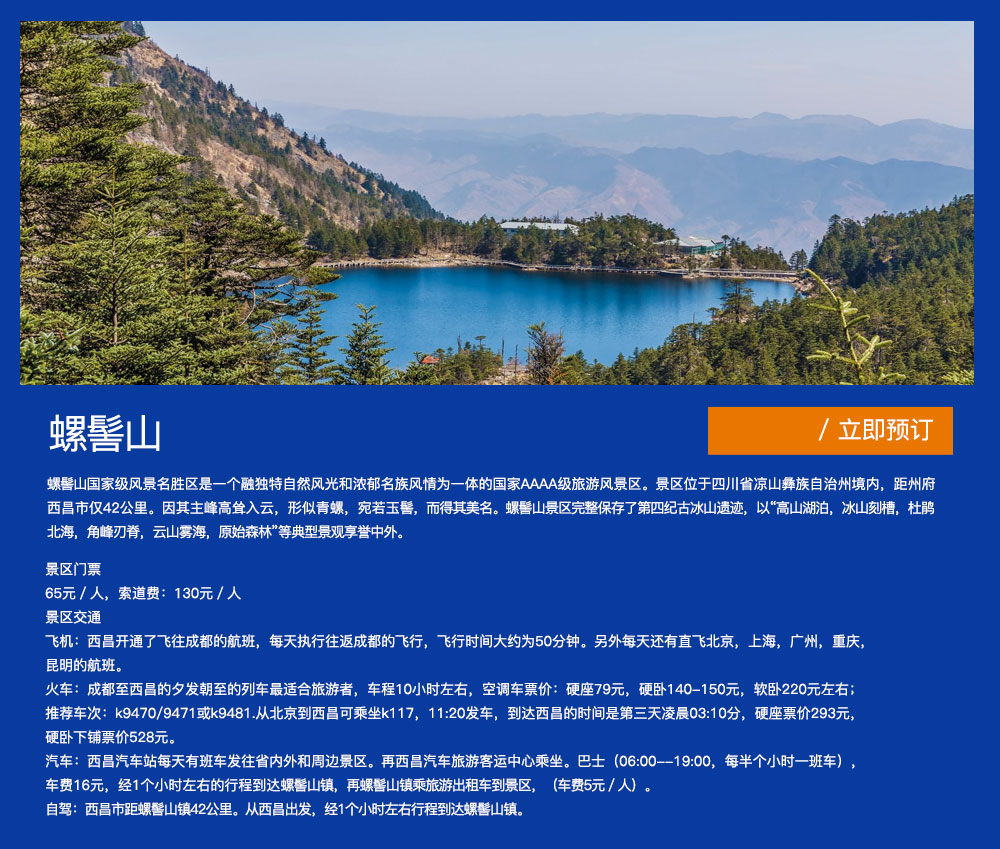 螺髻山
/ 立即预订
螺髻山国家级风景名胜区是一个融独特自然风光和浓郁名族风情为一体的国家AAAA级旅游风景区。景区位于四川省凉山彝族自治州境内，距州府
西昌市仅42公里。因其主峰高耸入云，形似青螺，宛若玉髻，而得其美名。螺髻山景区完整保存了第四纪古冰山遗迹，以“高山湖泊，冰山刻槽，杜鹃
北海，角峰刃脊，云山雾海，原始森林”等典型景观享誉中外。
景区门票
65元 / 人，索道费：130元 / 人
景区交通
飞机：西昌开通了飞往成都的航班，每天执行往返成都的飞行，飞行时间大约为50分钟。另外每天还有直飞北京，上海，广州，重庆，
昆明的航班。
火车：成都至西昌的夕发朝至的列车最适合旅游者，车程10小时左右，空调车票价：硬座79元，硬卧140-150元，软卧220元左右；
推荐车次：k9470/9471或k9481.从北京到西昌可乘坐k117，11:20发车，到达西昌的时间是第三天凌晨03:10分，硬座票价293元，
硬卧下铺票价528元。
汽车：西昌汽车站每天有班车发往省内外和周边景区。再西昌汽车旅游客运中心乘坐。巴士（06:00--19:00，每半个小时一班车），
车费16元，经1个小时左右的行程到达螺髻山镇，再螺髻山镇乘旅游出租车到景区，（车费5元 / 人）。
自驾：西昌市距螺髻山镇42公里。从西昌出发，经1个小时左右行程到达螺髻山镇。